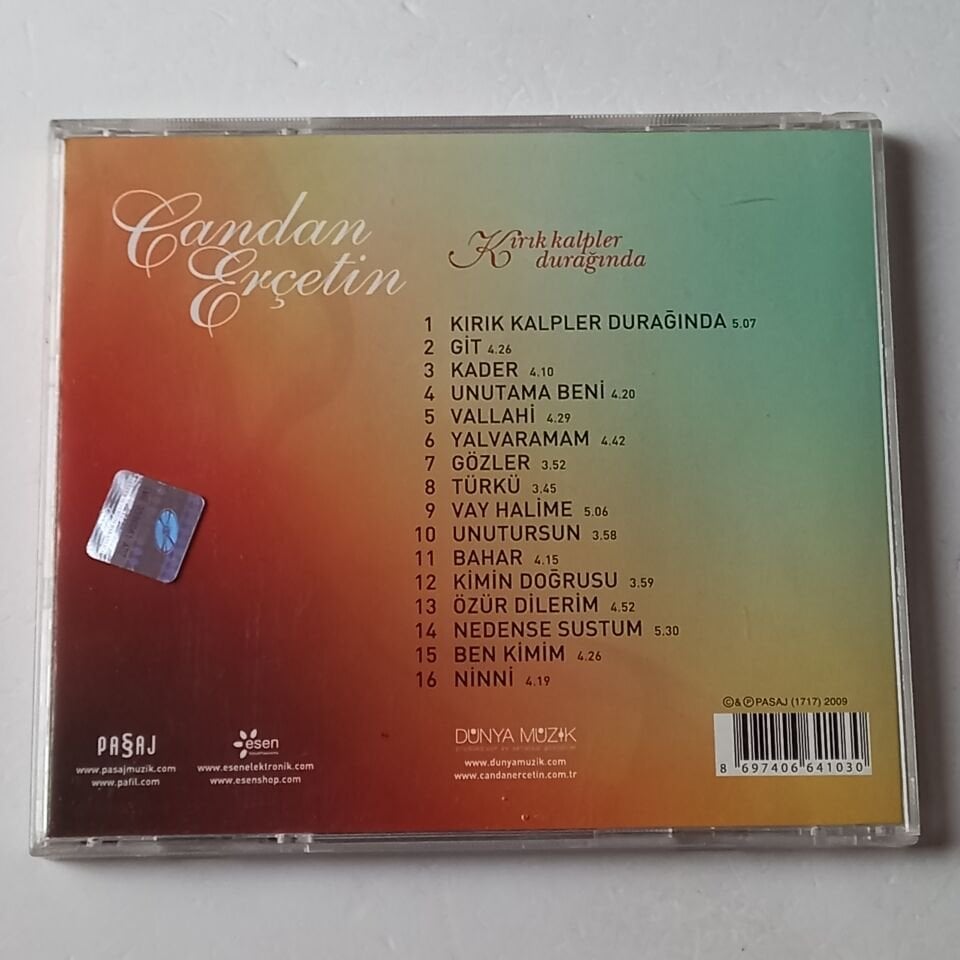 Candan
Erçetin
Kırık kalpler
durağında
1 KIRIK KALPLER DURAĞINDA 5.07
2 GİT 4.26
3 KADER 4.10
4 UNUTAMA BENİ 4.20
5 VALLAHİ 4.29
6 YALVARAMAM 4.42
7 GÖZLER 3.52
8 TÜRKÜ 3.45
9 VAY HALİME 5.06
10 UNUTURSUN 3.58
11 BAHAR 4.15
12 KİMİN DOĞRUSU 3.59
13 ÖZÜR DİLERİM 4.52
14 NEDENSE SUSTUM 5.30
15 BEN KİMİM 4.26
16 NİNNİ 4.19
©&℗PASAJ (1717) 2009
8 697406 641030
PASAJ
www.pasajmuzik.com
www.pafil.com
esen
www.esenelektronik.com
www.esenshop.com
DÜNYA MÜZİK
www.dunyamuzik.com
www.candanercetin.com.tr